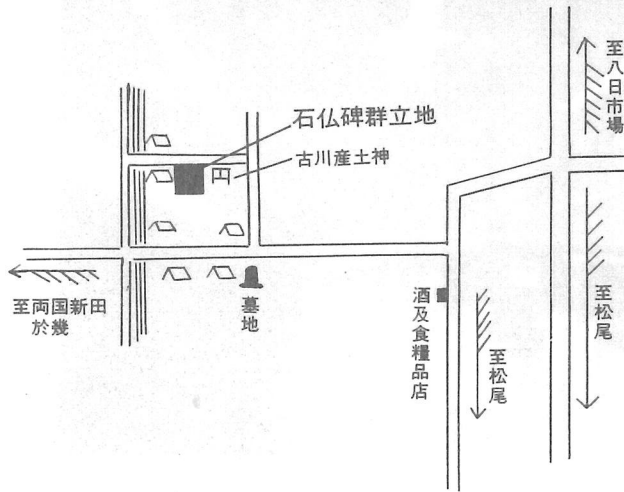 至八日市場
石仏碑群立地
古川産土神
至両国新田
於幾
墓地
酒及食糧品店
至松尾
至松尾